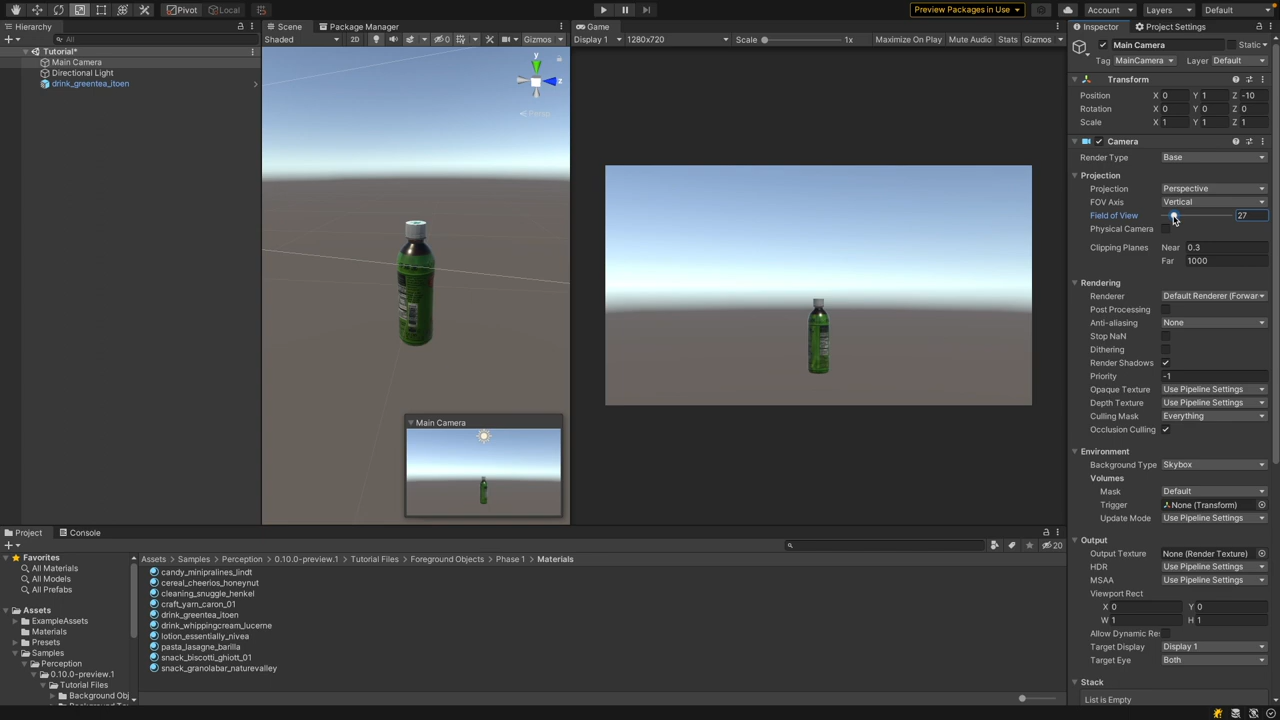 Pivot Local Preview Packages in Use Account Layers Default
Hierarchy Scene Package Manager Game Inspector Project Settings
All Shaded 2D 0 Gizmos Display 1 1280x720 Scale 1x Maximize On Play Mute Audio Stats Gizmos
Main Camera Static
Tag MainCamera Layer Default
Tutorial*
Main Camera
Directional Light
drink_greentea_itoen
y
z
Persp
Transform
Position X 0 Y 1 Z -10
Rotation X 0 Y 0 Z 0
Scale X 1 Y 1 Z 1
Camera
Render Type Base
Projection
Projection Perspective
FOV Axis Vertical
Field of View 27
Physical Camera
Clipping Planes Near 0.3
Far 1000
Rendering
Renderer Default Renderer (Forwar
Post Processing
Anti-aliasing None
Stop NaN
Dithering
Render Shadows
Priority -1
Opaque Texture Use Pipeline Settings
Depth Texture Use Pipeline Settings
Culling Mask Everything
Occlusion Culling
Environment
Background Type Skybox
Volumes
Mask Default
Trigger None (Transform)
Update Mode Use Pipeline Settings
Output
Output Texture None (Render Texture)
HDR Use Pipeline Settings
MSAA Use Pipeline Settings
Viewport Rect
X 0 Y 0
W 1 H 1
Allow Dynamic Re
Target Display Display 1
Target Eye Both
Stack
List is Empty
Main Camera
Project Console
20
Favorites
All Materials
All Models
All Prefabs
Assets
ExampleAssets
Materials
Presets
Samples
Perception
0.10.0-preview.1
Tutorial Files
Background Obj
Assets Samples Perception 0.10.0-preview.1 Tutorial Files Foreground Objects Phase 1 Materials
candy_minipralines_lindt
cereal_cheerios_honeynut
cleaning_snuggle_henkel
craft_yarn_caron_01
drink_greentea_itoen
drink_whippingcream_lucerne
lotion_essentially_nivea
pasta_lasagne_barilla
snack_biscotti_ghiott_01
snack_granolabar_naturevalley